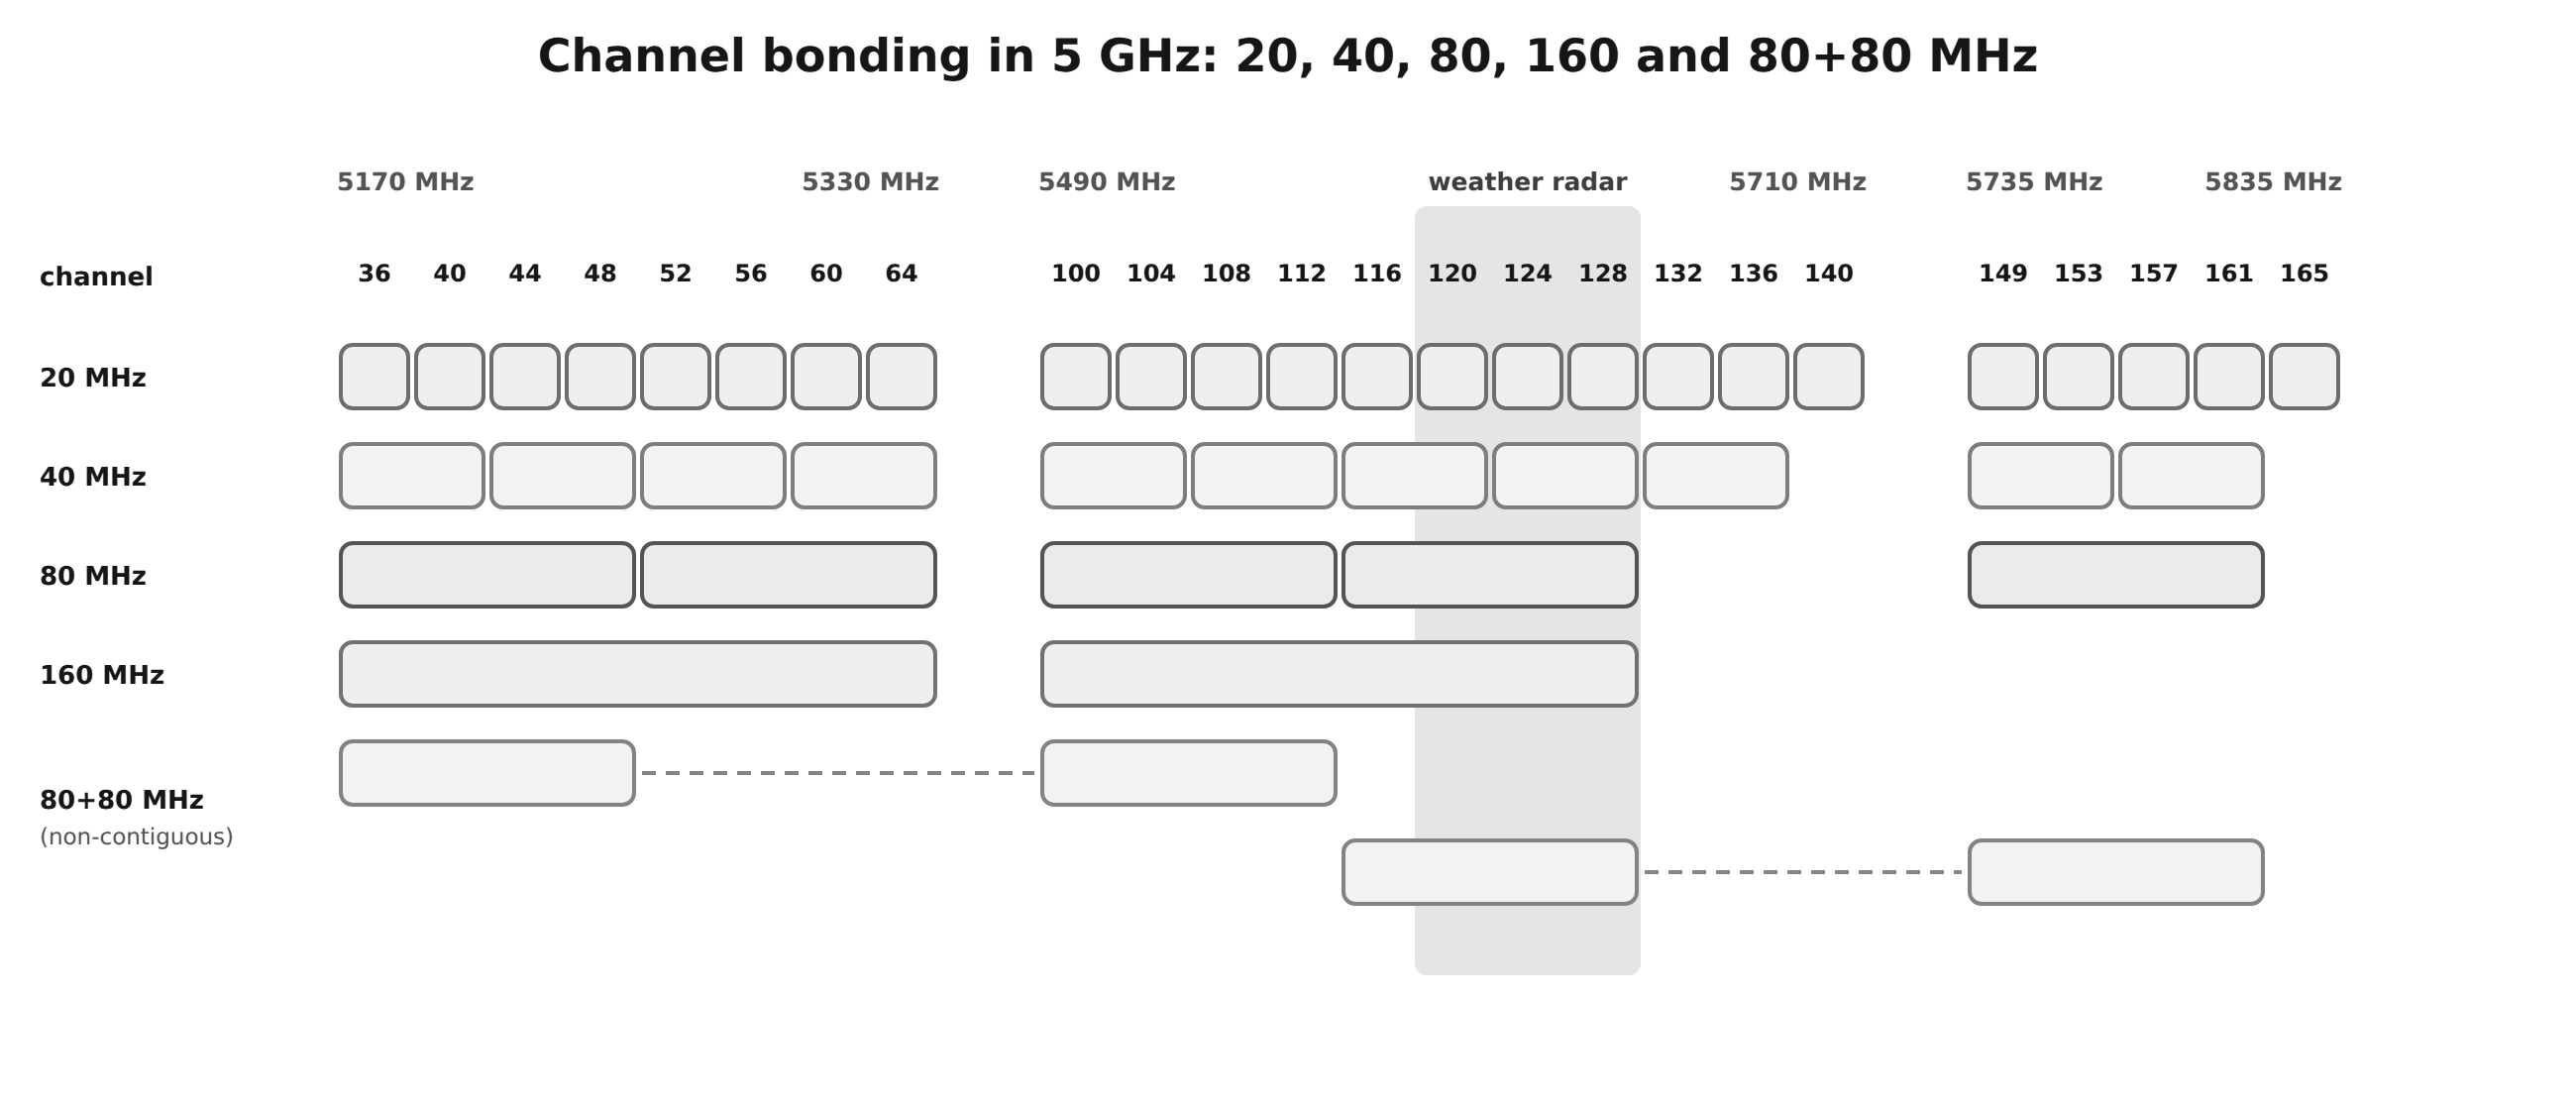 Channel bonding in 5 GHz: 20, 40, 80, 160 and 80+80 MHz
5170 MHz 5330 MHz 5490 MHz weather radar 5710 MHz 5735 MHz 5835 MHz
channel 36 40 44 48 52 56 60 64 100 104 108 112 116 120 124 128 132 136 140 149 153 157 161 165
20 MHz
40 MHz
80 MHz
160 MHz
80+80 MHz
(non-contiguous)